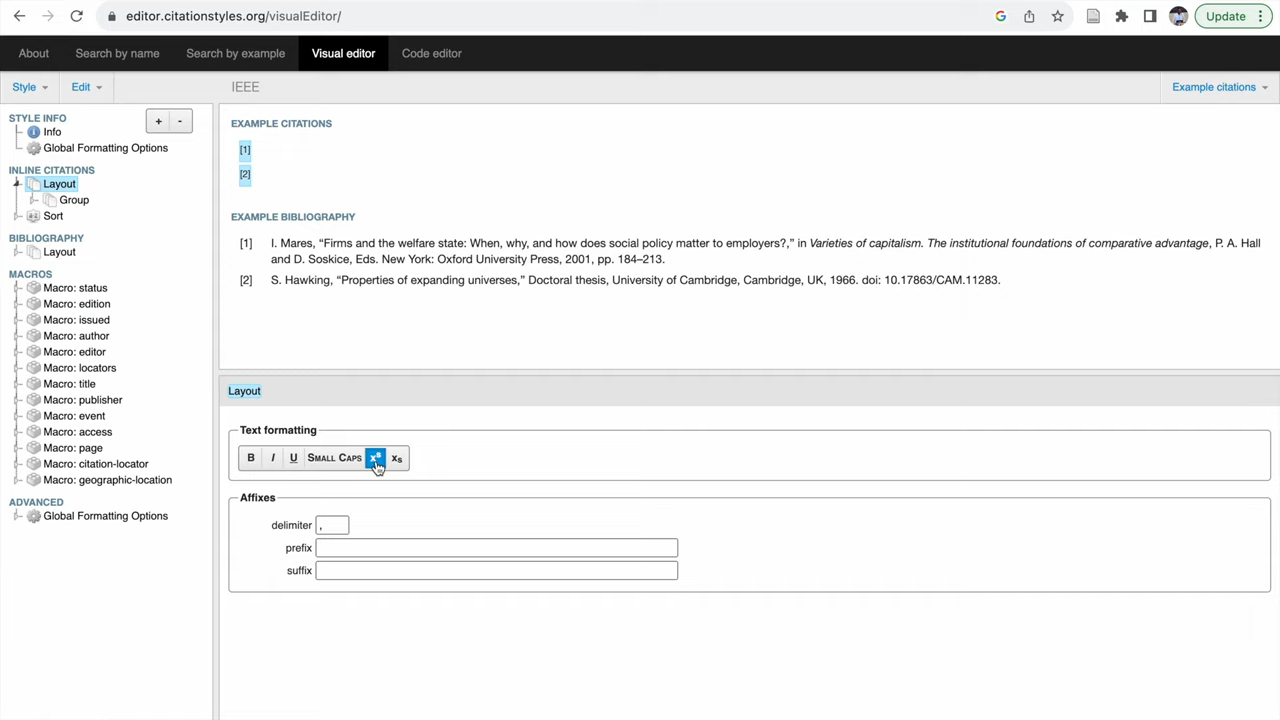 editor.citationstyles.org/visualEditor/
Update
About
Search by name
Search by example
Visual editor
Code editor
Style
Edit
IEEE
Example citations
STYLE INFO
+
-
Info
Global Formatting Options
INLINE CITATIONS
Layout
Group
Sort
BIBLIOGRAPHY
Layout
MACROS
Macro: status
Macro: edition
Macro: issued
Macro: author
Macro: editor
Macro: locators
Macro: title
Macro: publisher
Macro: event
Macro: access
Macro: page
Macro: citation-locator
Macro: geographic-location
ADVANCED
Global Formatting Options
EXAMPLE CITATIONS
[1]
[2]
EXAMPLE BIBLIOGRAPHY
[1] I. Mares, “Firms and the welfare state: When, why, and how does social policy matter to employers?,” in Varieties of capitalism. The institutional foundations of comparative advantage, P. A. Hall
and D. Soskice, Eds. New York: Oxford University Press, 2001, pp. 184–213.
[2] S. Hawking, “Properties of expanding universes,” Doctoral thesis, University of Cambridge, Cambridge, UK, 1966. doi: 10.17863/CAM.11283.
Layout
Text formatting
B I U SMALL CAPS xs xs
Affixes
delimiter ,
prefix
suffix